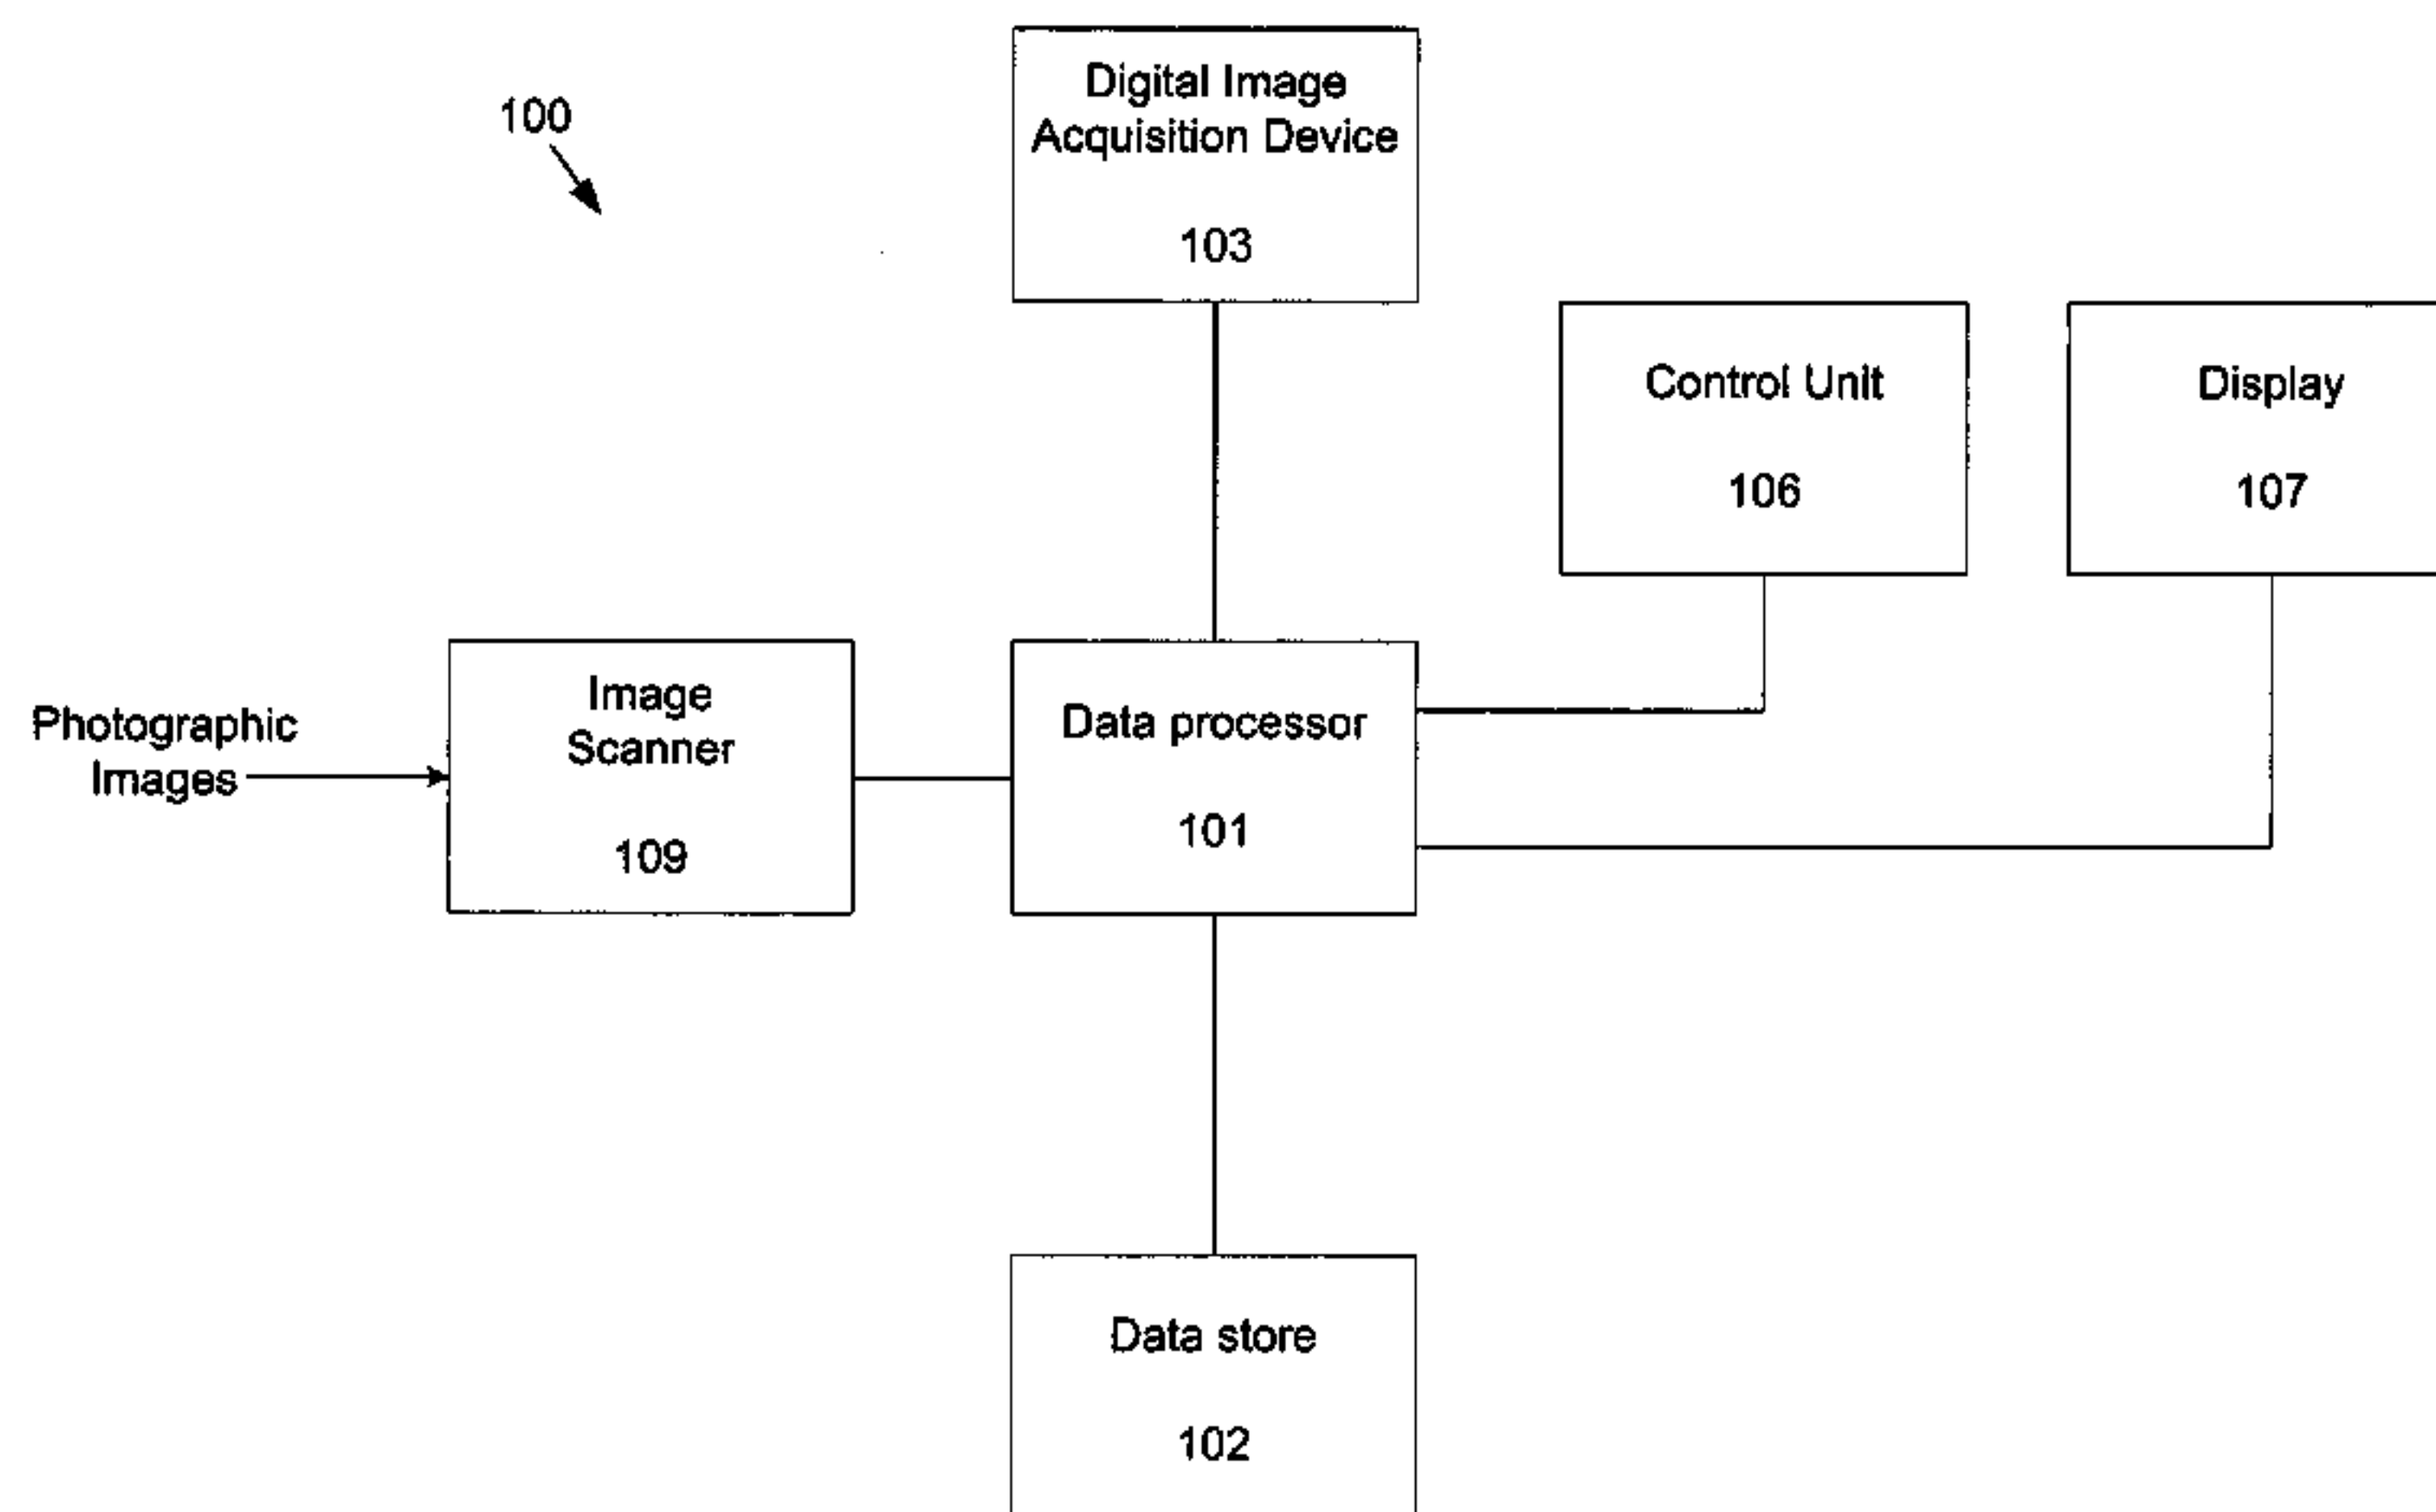 100
Digital Image
Acquisition Device
103
Control Unit
106
Display
107
Photographic
Images
Image
Scanner
109
Data processor
101
Data store
102